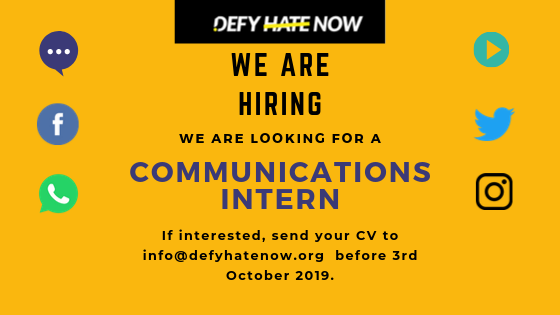 DEFY HATE NOW
WE ARE
HIRING
WE ARE LOOKING FOR A
COMMUNICATIONS
INTERN
If interested, send your CV to
info@defyhatenow.org before 3rd
October 2019.